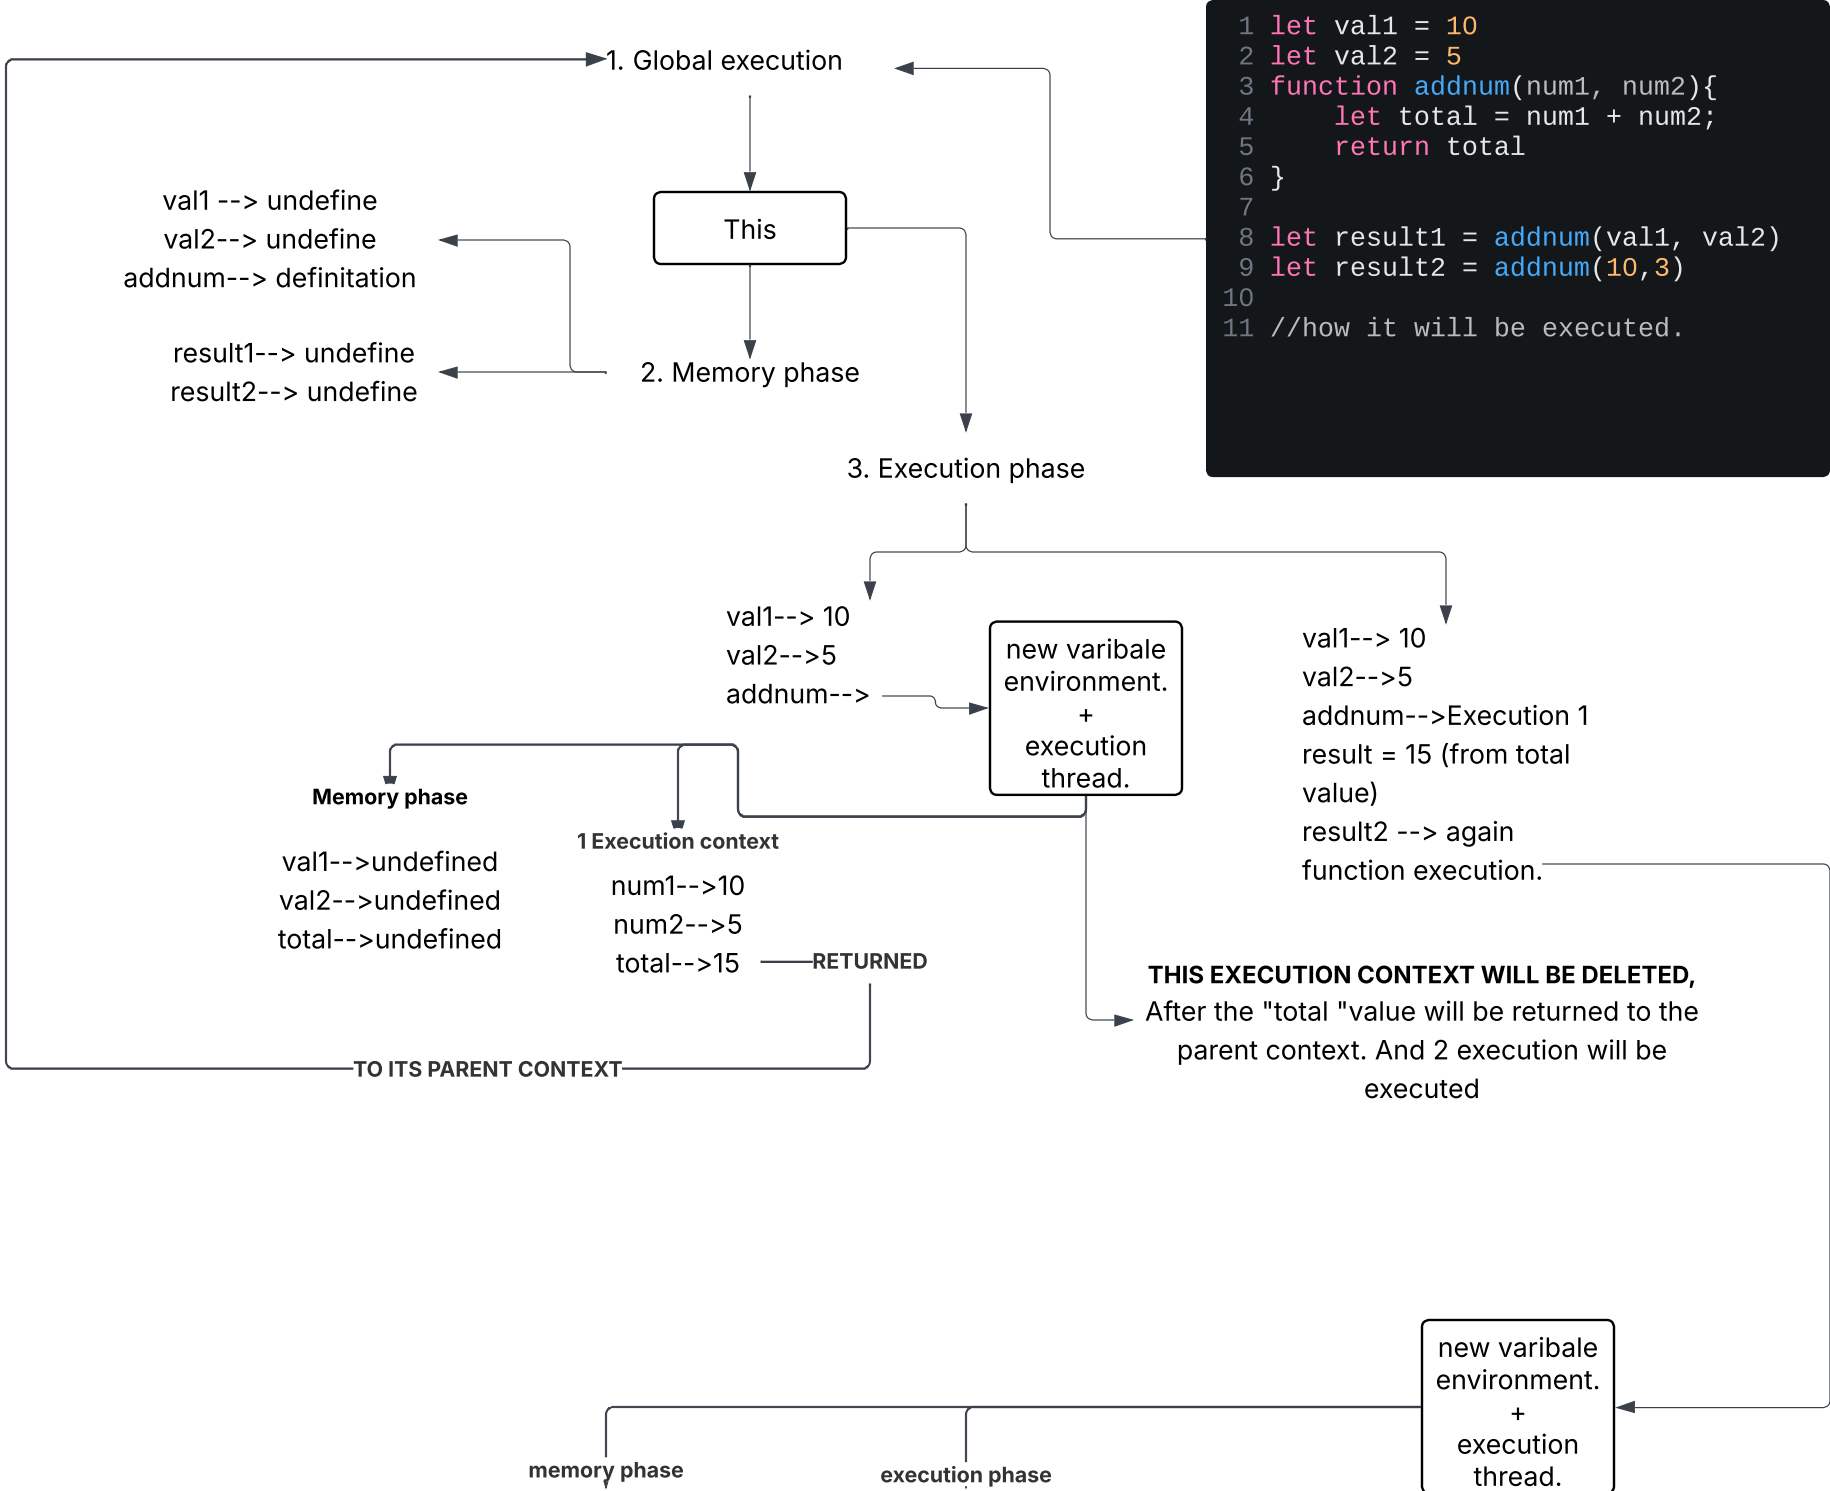 1. Global execution
1 let val1 = 10
2 let val2 = 5
3 function addnum(num1, num2){
4     let total = num1 + num2;
5     return total
6 }
7
8 let result1 = addnum(val1, val2)
9 let result2 = addnum(10,3)
10
11 //how it will be executed.
This
val1 --> undefine
val2--> undefine
addnum--> definitation
result1--> undefine
result2--> undefine
2. Memory phase
3. Execution phase
val1--> 10
val2-->5
addnum-->
new varibale
environment.
+
execution
thread.
val1--> 10
val2-->5
addnum-->Execution 1
result = 15 (from total
value)
result2 --> again
function execution.
Memory phase
val1-->undefined
val2-->undefined
total-->undefined
1 Execution context
num1-->10
num2-->5
total-->15
RETURNED
TO ITS PARENT CONTEXT
THIS EXECUTION CONTEXT WILL BE DELETED,
After the "total "value will be returned to the
parent context. And 2 execution will be
executed
new varibale
environment.
+
execution
thread.
memory phase
execution phase